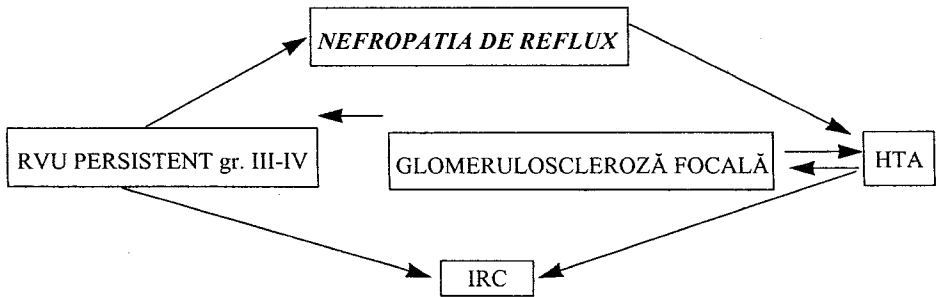 NEFROPATIA DE REFLUX
RVU PERSISTENT gr. III-IV
GLOMERULOSCLEROZĂ FOCALĂ
HTA
IRC